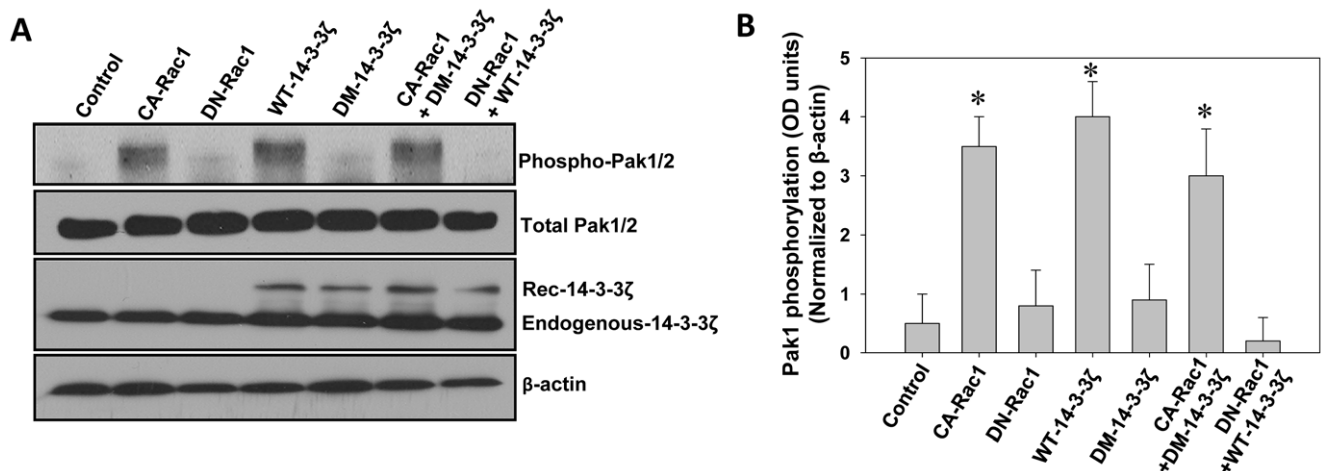 A
Control
CA-Rac1
DN-Rac1
WT-14-3-3ζ
DM-14-3-3ζ
CA-Rac1
+ DM-14-3-3ζ
DN-Rac1
+ WT-14-3-3ζ
Phospho-Pak1/2
Total Pak1/2
Rec-14-3-3ζ
Endogenous-14-3-3ζ
β-actin
B
Pak1 phosphorylation (OD units)
(Normalized to β-actin)
5
4
3
2
1
0
*
*
*
Control
CA-Rac1
DN-Rac1
WT-14-3-3ζ
DM-14-3-3ζ
CA-Rac1
+DM-14-3-3ζ
DN-Rac1
+WT-14-3-3ζ